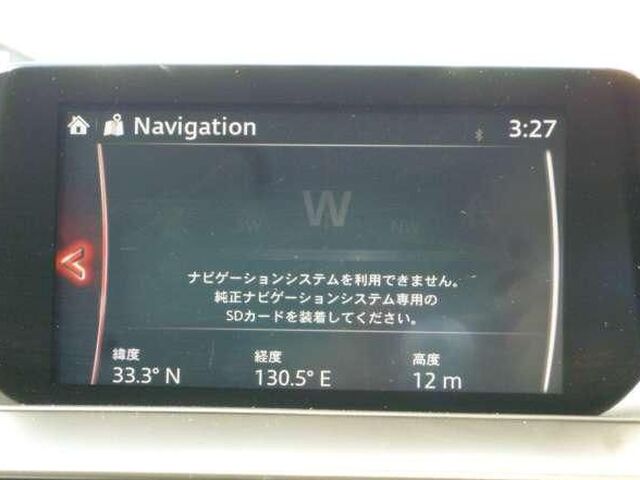 Navigation
3:27
W
SW
NW
ナビゲーションシステムを利用できません。
純正ナビゲーションシステム専用の
SDカードを装着してください。
緯度 経度 高度
33.3° N 130.5° E 12 m